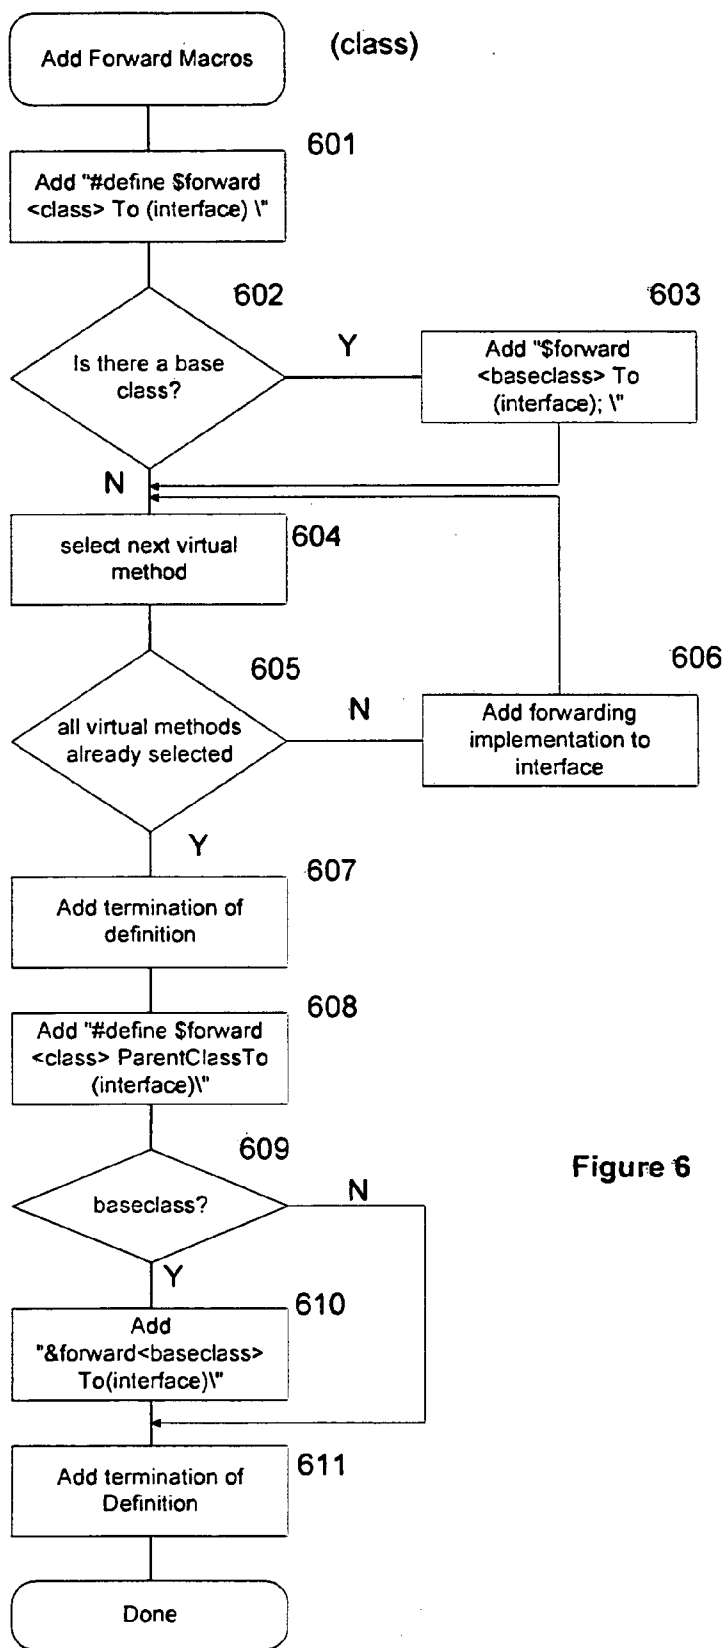 Add Forward Macros
(class)
601
Add "#define $forward
<class> To (interface) \"
602
603
Is there a base
class?
Y
Add "$forward
<baseclass> To
(interface); \"
N
select next virtual
method
604
605
606
all virtual methods
already selected
N
Add forwarding
implementation to
interface
Y
607
Add termination of
definition
608
Add "#define $forward
<class> ParentClassTo
(interface)\"
609
baseclass?
N
Figure 6
Y
610
Add
"&forward<baseclass>
To(interface)\"
611
Add termination of
Definition
Done